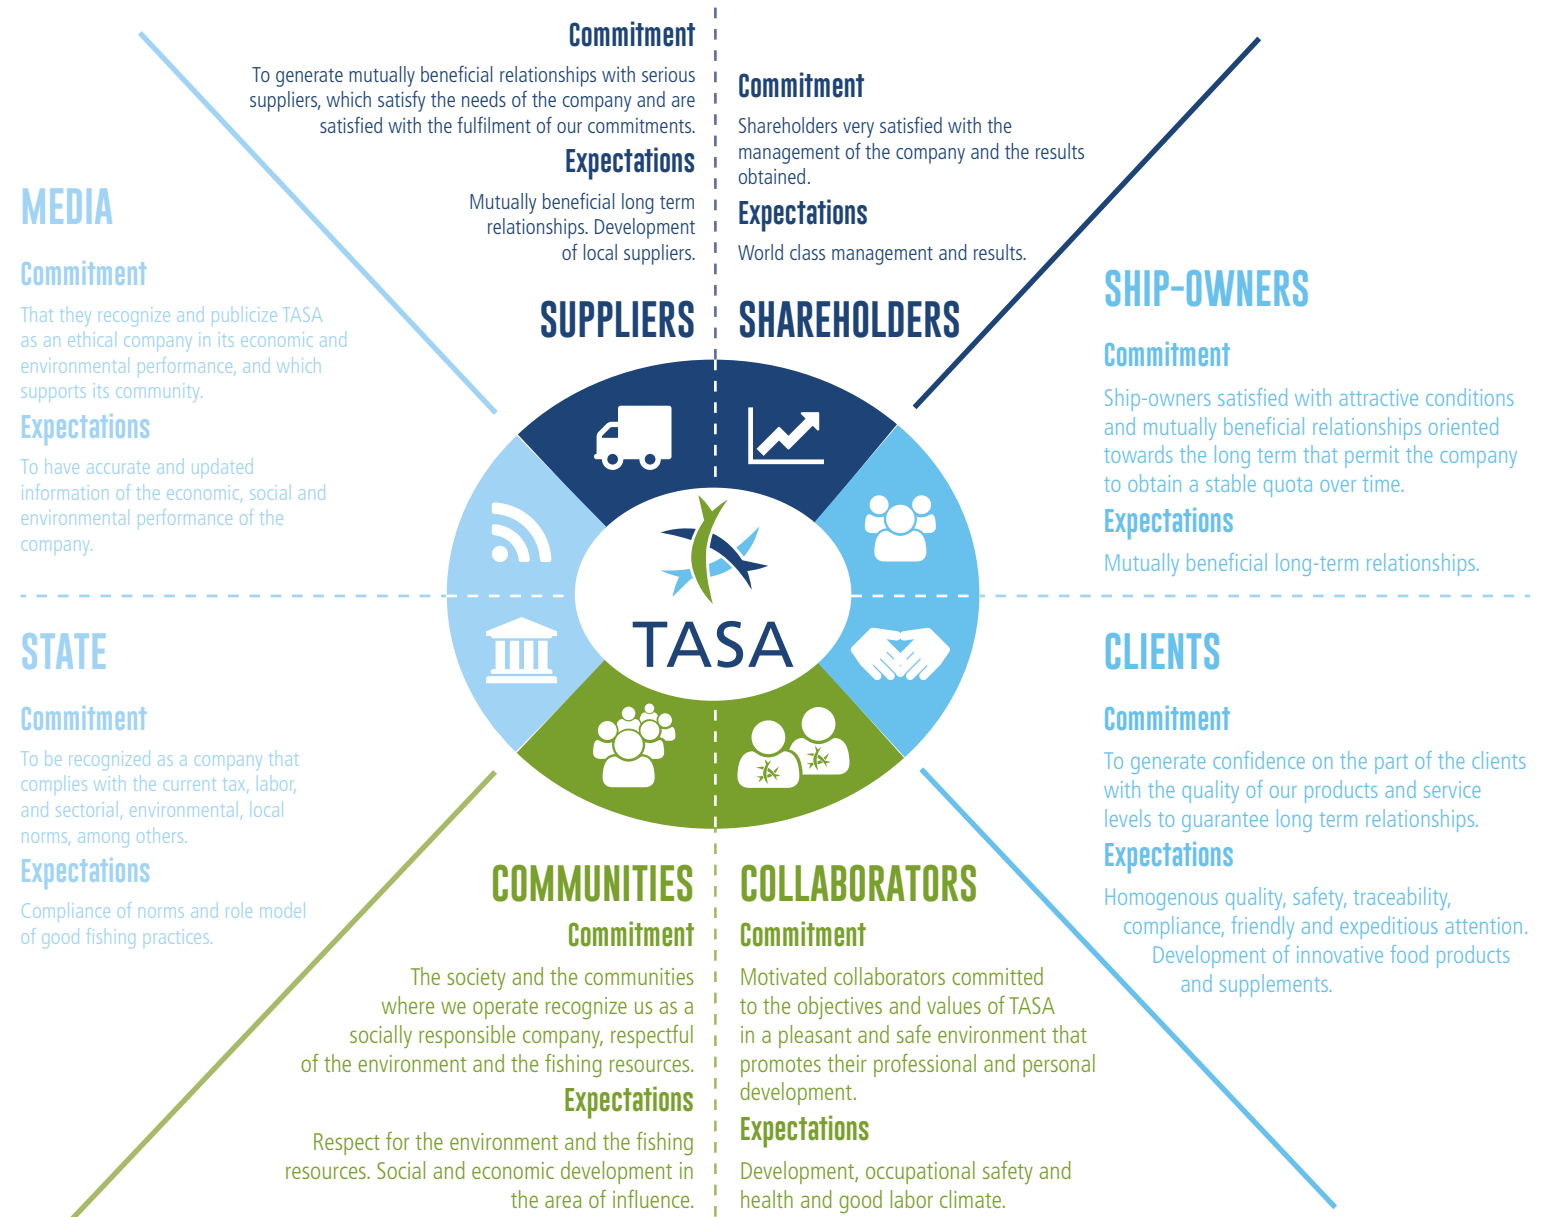 Commitment
To generate mutually beneficial relationships with serious
suppliers, which satisfy the needs of the company and are
satisfied with the fulfilment of our commitments.
Expectations
Mutually beneficial long term
relationships. Development
of local suppliers.
SUPPLIERS
Commitment
Shareholders very satisfied with the
management of the company and the results
obtained.
Expectations
World class management and results.
SHAREHOLDERS
MEDIA
Commitment
That they recognize and publicize TASA
as an ethical company in its economic and
environmental performance, and which
supports its community.
Expectations
To have accurate and updated
information of the economic, social and
environmental performance of the
company.
SHIP-OWNERS
Commitment
Ship-owners satisfied with attractive conditions
and mutually beneficial relationships oriented
towards the long term that permit the company
to obtain a stable quota over time.
Expectations
Mutually beneficial long-term relationships.
TASA
STATE
Commitment
To be recognized as a company that
complies with the current tax, labor,
and sectorial, environmental, local
norms, among others.
Expectations
Compliance of norms and role model
of good fishing practices.
CLIENTS
Commitment
To generate confidence on the part of the clients
with the quality of our products and service
levels to guarantee long term relationships.
Expectations
Homogenous quality, safety, traceability,
compliance, friendly and expeditious attention.
Development of innovative food products
and supplements.
COMMUNITIES
Commitment
The society and the communities
where we operate recognize us as a
socially responsible company, respectful
of the environment and the fishing resources.
Expectations
Respect for the environment and the fishing
resources. Social and economic development in
the area of influence.
COLLABORATORS
Commitment
Motivated collaborators committed
to the objectives and values of TASA
in a pleasant and safe environment that
promotes their professional and personal
development.
Expectations
Development, occupational safety and
health and good labor climate.